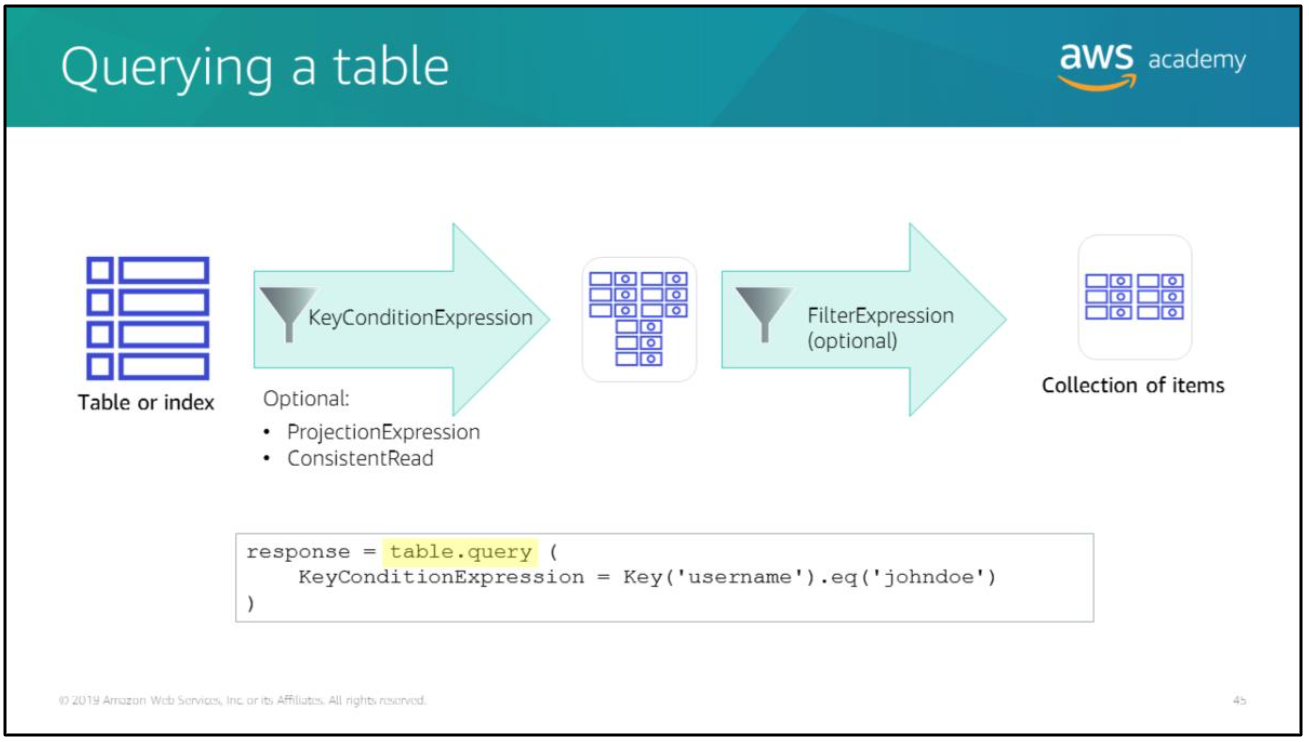 Querying a table
aws academy
KeyConditionExpression
FilterExpression
(optional)
Table or index
Optional:
• ProjectionExpression
• ConsistentRead
Collection of items
response = table.query (
    KeyConditionExpression = Key('username').eq('johndoe')
)
© 2019 Amazon Web Services, Inc. or its Affiliates. All rights reserved.
45